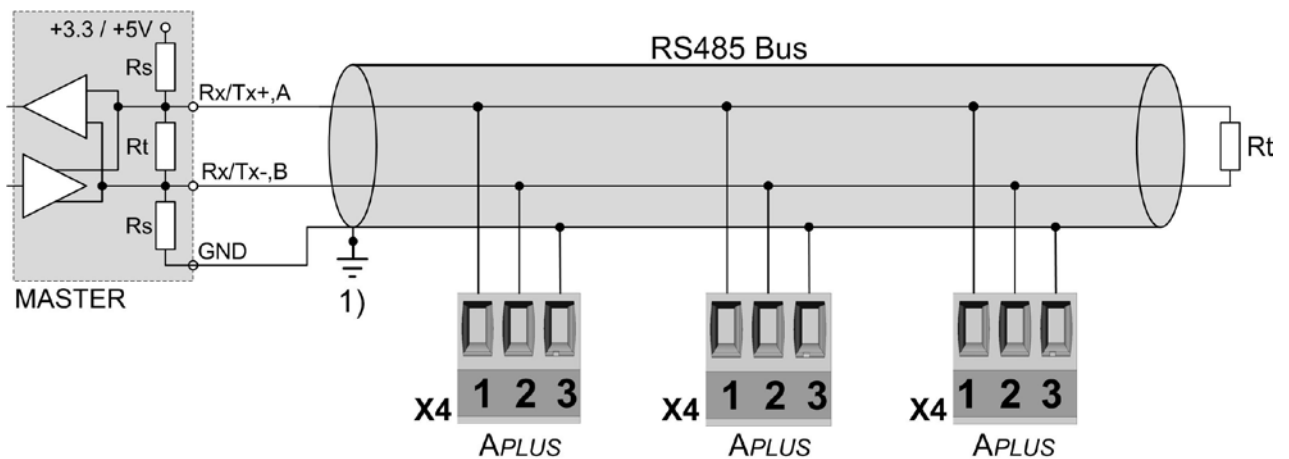 +3.3 / +5V
RS485 Bus
Rs
Rx/Tx+,A
Rt
Rt
Rx/Tx-,B
Rs
GND
MASTER
1)
X4 1 2 3
X4 1 2 3
X4 1 2 3
APLUS
APLUS
APLUS